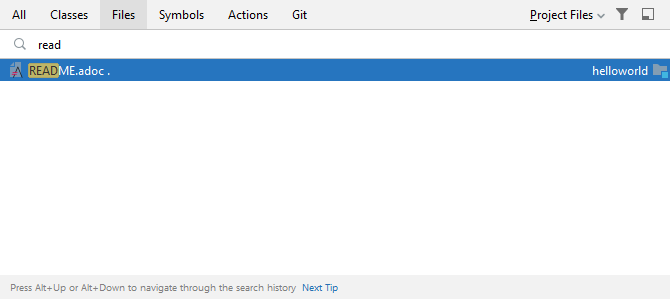 All Classes Files Symbols Actions Git Project Files
read
README.adoc . helloworld
Press Alt+Up or Alt+Down to navigate through the search history Next Tip